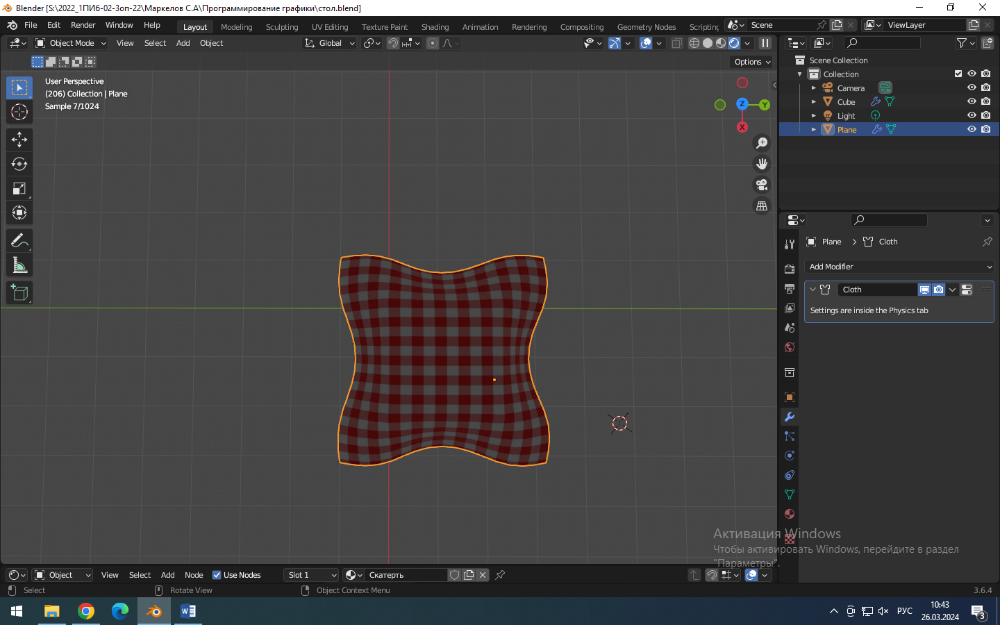 Blender [S:\2022_1ПИб-02-3оп-22\Маркелов С.А\Программирование графики\стол.blend]
File Edit Render Window Help Layout Modeling Sculpting UV Editing Texture Paint Shading Animation Rendering Compositing Geometry Nodes Scripting Scene ViewLayer
Object Mode View Select Add Object Global
Options
User Perspective
(206) Collection | Plane
Sample 7/1024
Z Y
X
Scene Collection
Collection
Camera
Cube
Light
Plane
Plane Cloth
Add Modifier
Cloth
Settings are inside the Physics tab
Активация Windows
Чтобы активировать Windows, перейдите в раздел
"Параметры".
Object View Select Add Node Use Nodes Slot 1 Скатерть
Select Rotate View Object Context Menu 3.6.4
РУС 10:43
26.03.2024
3